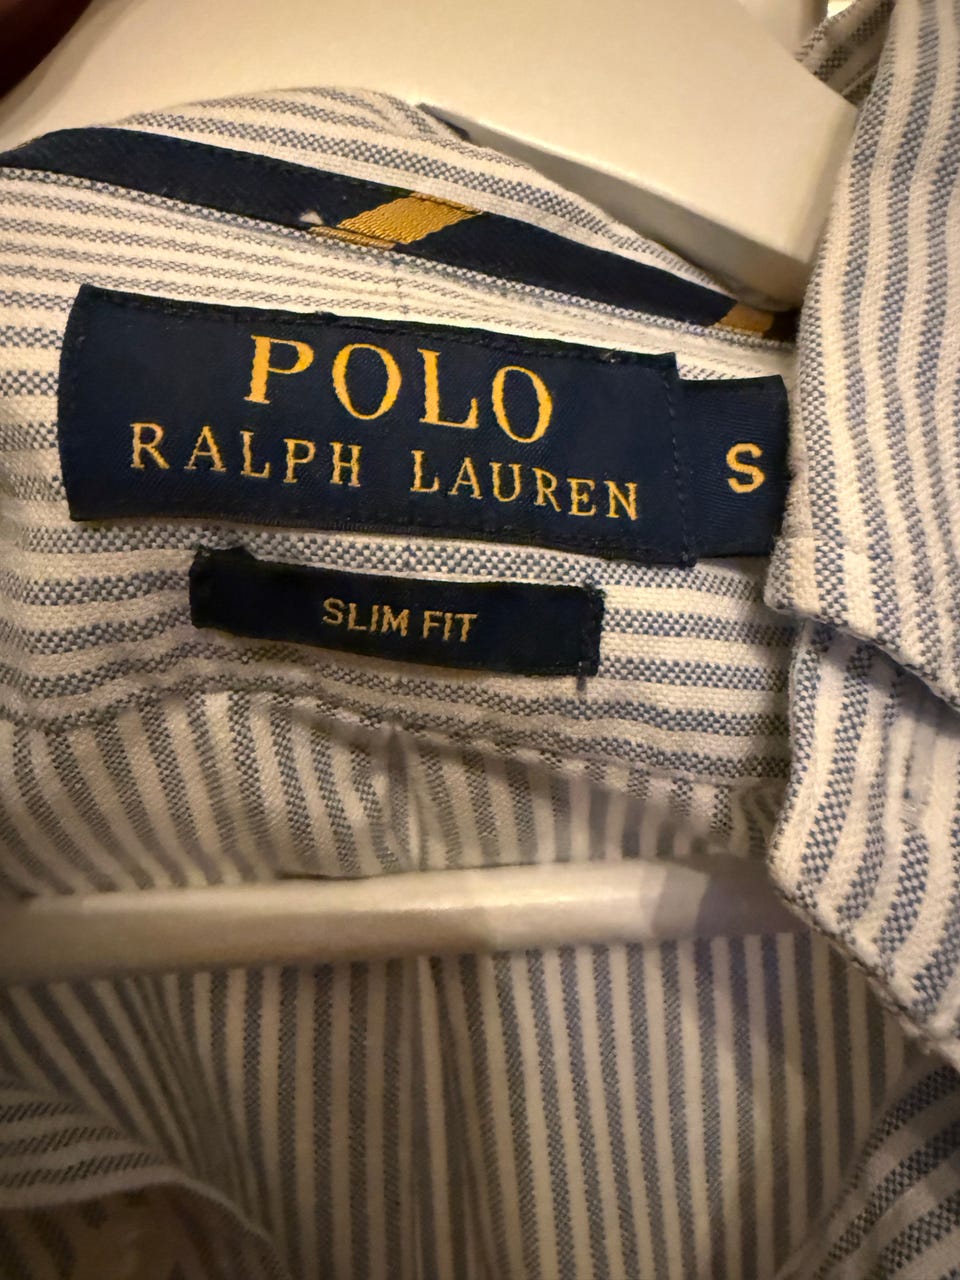 POLO
RALPH LAUREN
S
SLIM FIT